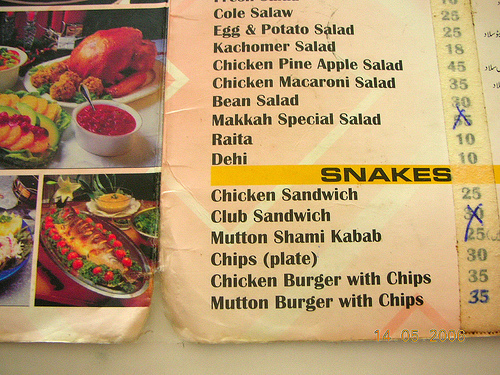 Cole Salaw 25
Egg & Potato Salad 25
Kachomer Salad 18
Chicken Pine Apple Salad 45
Chicken Macaroni Salad 35
Bean Salad 30
Makkah Special Salad
Raita 10
Dehi 10
SNAKES
Chicken Sandwich 25
Club Sandwich
Mutton Shami Kabab 25
Chips (plate) 30
Chicken Burger with Chips 35
Mutton Burger with Chips 35
14.05.2006